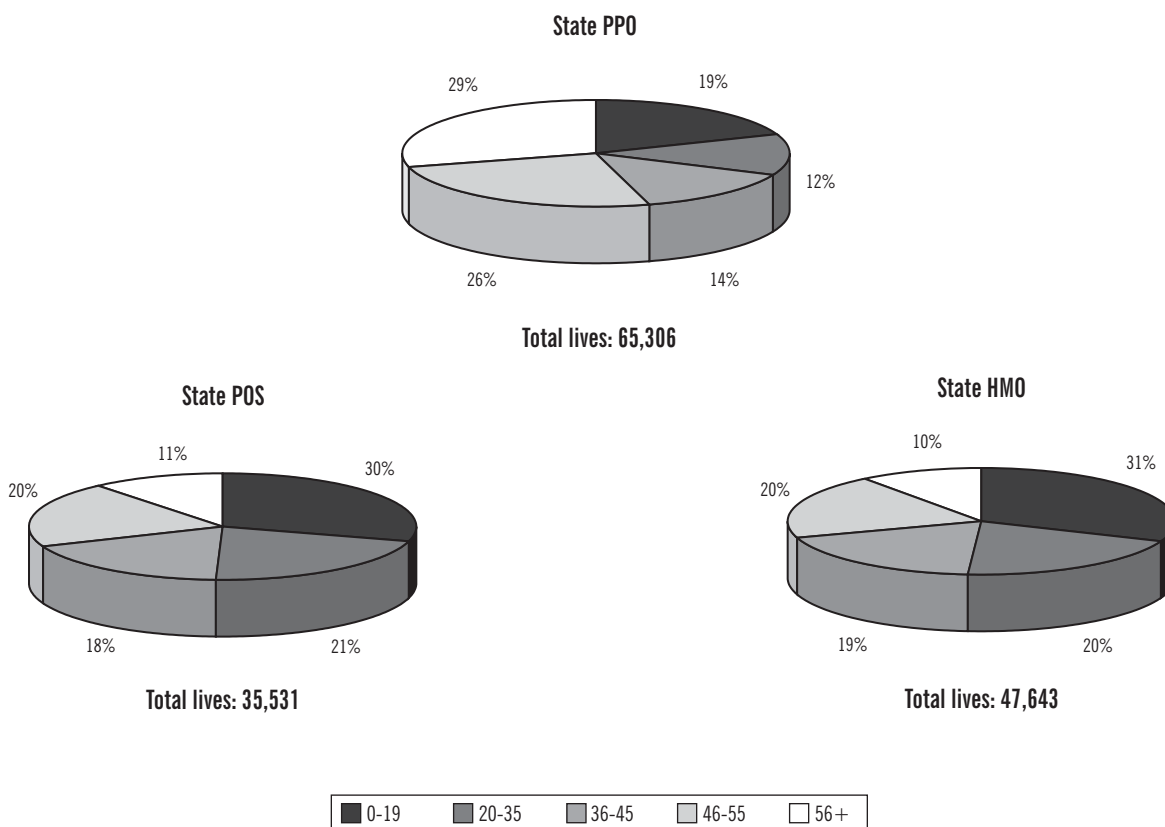 State PPO
29%
19%
12%
26%
14%
Total lives: 65,306
State POS
11%
30%
20%
18%
21%
Total lives: 35,531
State HMO
10%
31%
20%
19%
20%
Total lives: 47,643
0-19 20-35 36-45 46-55 56+